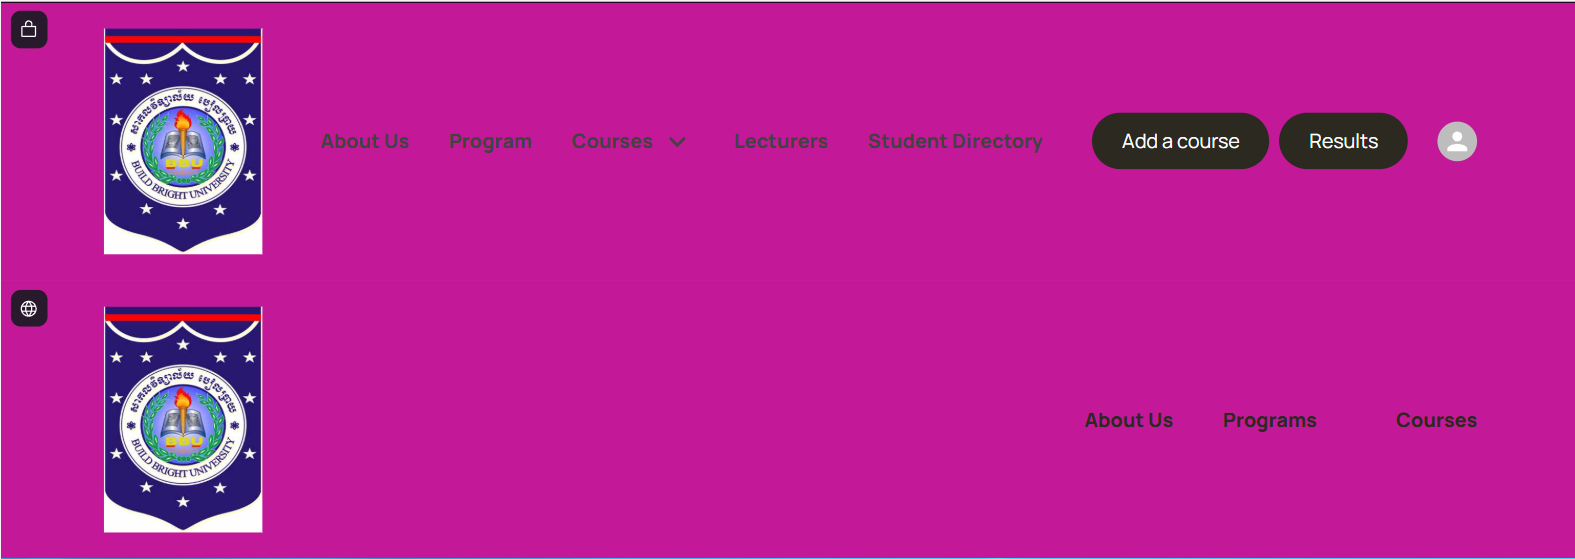 សាកលវិទ្យាល័យ បៀលប្រាយ
BBU
BUILD BRIGHT UNIVERSITY
About Us
Program
Courses
Lecturers
Student Directory
Add a course
Results
សាកលវិទ្យាល័យ បៀលប្រាយ
BBU
BUILD BRIGHT UNIVERSITY
About Us
Programs
Courses